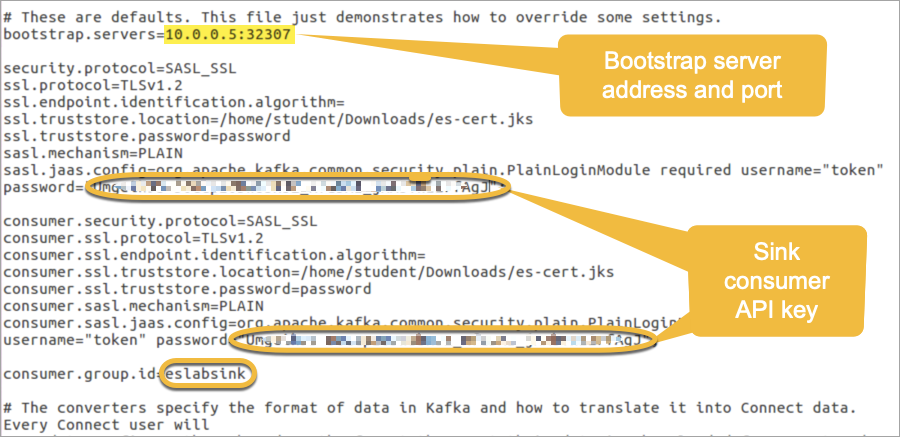 # These are defaults. This file just demonstrates how to override some settings.
bootstrap.servers=10.0.0.5:32307
Bootstrap server
address and port
security.protocol=SASL_SSL
ssl.protocol=TLSv1.2
ssl.endpoint.identification.algorithm=
ssl.truststore.location=/home/student/Downloads/es-cert.jks
ssl.truststore.password=password
sasl.mechanism=PLAIN
sasl.jaas.config=org.apache.kafka.common.security.plain.PlainLoginModule required username="token"
password=
consumer.security.protocol=SASL_SSL
consumer.ssl.protocol=TLSv1.2
consumer.ssl.endpoint.identification.algorithm=
consumer.ssl.truststore.location=/home/student/Downloads/es-cert.jks
consumer.ssl.truststore.password=password
consumer.sasl.mechanism=PLAIN
consumer.sasl.jaas.config=org.apache.kafka.common.security.plain.PlainLogin
username="token" password
Sink
consumer
API key
consumer.group.id=eslabsink
# The converters specify the format of data in Kafka and how to translate it into Connect data.
Every Connect user will